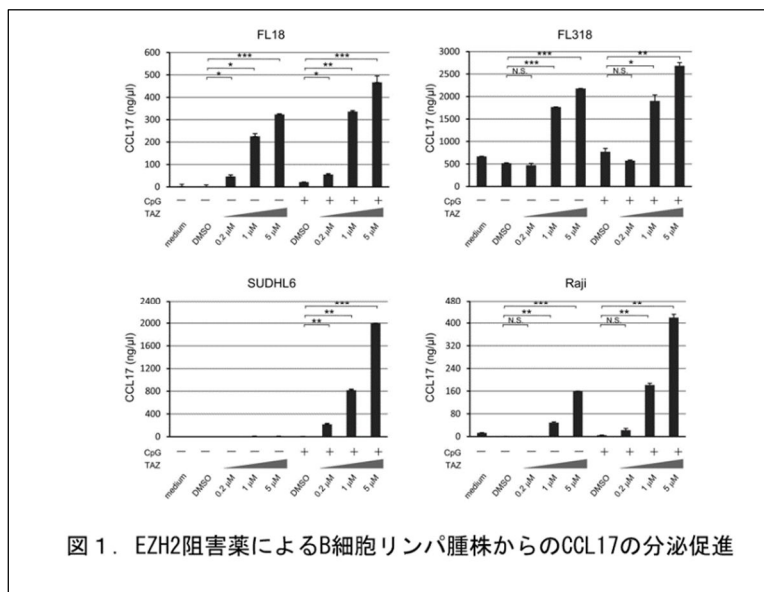 FL18
FL318
*** ***
* **
* *
*** **
*** *
N.S. N.S.
CCL17 (ng/μl)
600
500
400
300
200
100
0
CCL17 (ng/μl)
3000
2500
2000
1500
1000
500
0
CpG — — — — — + + + +
TAZ
medium DMSO 0.2 μM 1 μM 5 μM DMSO 0.2 μM 1 μM 5 μM
CpG — — — — — + + + +
TAZ
medium DMSO 0.2 μM 1 μM 5 μM DMSO 0.2 μM 1 μM 5 μM
SUDHL6
Raji
***
**
**
*** **
** **
N.S. N.S.
CCL17 (ng/μl)
2400
2000
1600
1200
800
400
0
CCL17 (ng/μl)
480
400
320
240
160
80
0
CpG — — — — — + + + +
TAZ
medium DMSO 0.2 μM 1 μM 5 μM DMSO 0.2 μM 1 μM 5 μM
CpG — — — — — + + + +
TAZ
medium DMSO 0.2 μM 1 μM 5 μM DMSO 0.2 μM 1 μM 5 μM
図１．EZH2阻害薬によるB細胞リンパ腫株からのCCL17の分泌促進